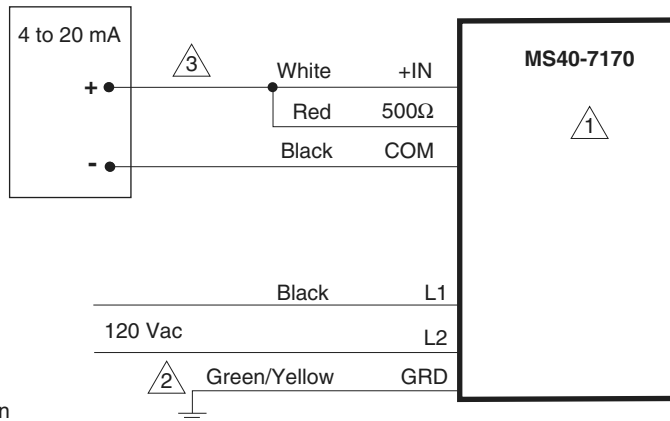 4 to 20 mA
MS40-7170
3
White +IN
+
Red 500Ω
1
Black COM
-
Black L1
120 Vac
L2
2
Green/Yellow GRD
n